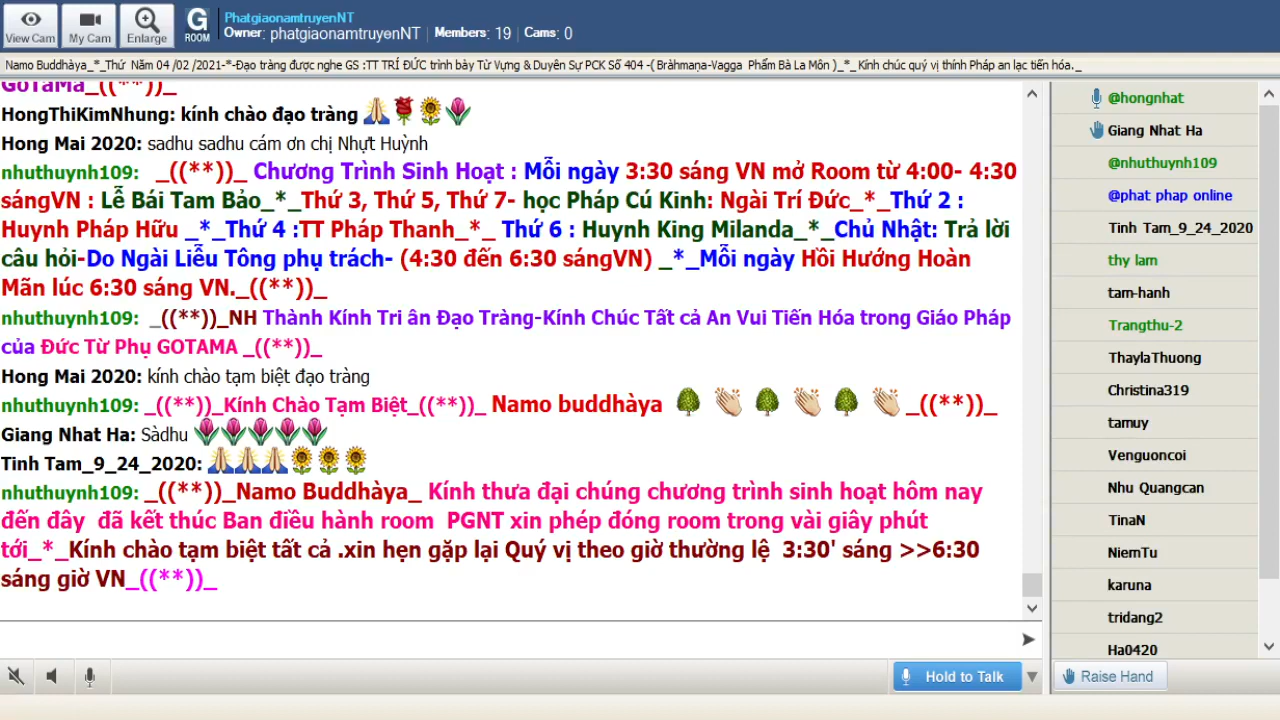 View Cam
My Cam
Enlarge
G
ROOM
PhatgiaonamtruyenNT
Owner: phatgiaonamtruyenNT | Members: 19 | Cams: 0
Namo Buddhàya_*_Thứ Năm 04 /02 /2021-*-Đạo tràng được nghe GS :TT TRÍ ĐỨC trình bày Từ Vựng & Duyên Sự PCK Số 404 -( Bràhmaṇa-Vagga Phẩm Bà La Môn )_*_ Kính chúc quý vị thính Pháp an lạc tiến hóa._
GoTaMa_((**))_
HongThiKimNhung: kính chào đạo tràng
Hong Mai 2020: sadhu sadhu cám ơn chị Nhựt Huỳnh
nhuthuynh109: _((**))_ Chương Trình Sinh Hoạt : Mỗi ngày 3:30 sáng VN mở Room từ 4:00- 4:30
sángVN : Lễ Bái Tam Bảo_*_Thứ 3, Thứ 5, Thứ 7- học Pháp Cú Kinh: Ngài Trí Đức_*_Thứ 2 :
Huynh Pháp Hữu _*_Thứ 4 :TT Pháp Thanh_*_ Thứ 6 : Huynh King Milanda_*_Chủ Nhật: Trả lời
câu hỏi-Do Ngài Liễu Tông phụ trách- (4:30 đến 6:30 sángVN) _*_Mỗi ngày Hồi Hướng Hoàn
Mãn lúc 6:30 sáng VN._((**))_
nhuthuynh109: _((**))_NH Thành Kính Tri ân Đạo Tràng-Kính Chúc Tất cả An Vui Tiến Hóa trong Giáo Pháp
của Đức Từ Phụ GOTAMA _((**))_
Hong Mai 2020: kính chào tạm biệt đạo tràng
nhuthuynh109: _((**))_Kính Chào Tạm Biệt_((**))_ Namo buddhàya _((**))_
Giang Nhat Ha: Sàdhu
Tinh Tam_9_24_2020:
nhuthuynh109: _((**))_Namo Buddhàya_ Kính thưa đại chúng chương trình sinh hoạt hôm nay
đến đây đã kết thúc Ban điều hành room PGNT xin phép đóng room trong vài giây phút
tới_*_Kính chào tạm biệt tất cả .xin hẹn gặp lại Quý vị theo giờ thường lệ 3:30' sáng >>6:30
sáng giờ VN_((**))_
@hongnhat
Giang Nhat Ha
@nhuthuynh109
@phat phap online
Tinh Tam_9_24_2020
thy lam
tam-hanh
Trangthu-2
ThaylaThuong
Christina319
tamuy
Venguoncoi
Nhu Quangcan
TinaN
NiemTu
karuna
tridang2
Ha0420
Hold to Talk
Raise Hand